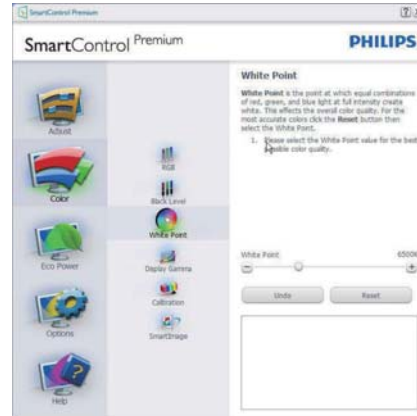 SmartControl Premium
SmartControl Premium
PHILIPS
Adjust
Color
Eco Power
Options
Help
RGB
Black Level
White Point
Display Gamma
Calibration
SmartImage
White Point
White Point is the point at which equal combinations
of red, green, and blue light at full intensity create
white. This effects the overall color quality. For the
most accurate colors click the Reset button then
select the White Point.
1. Please select the White Point value for the best
possible color quality.
White Point
6500K
Undo
Reset